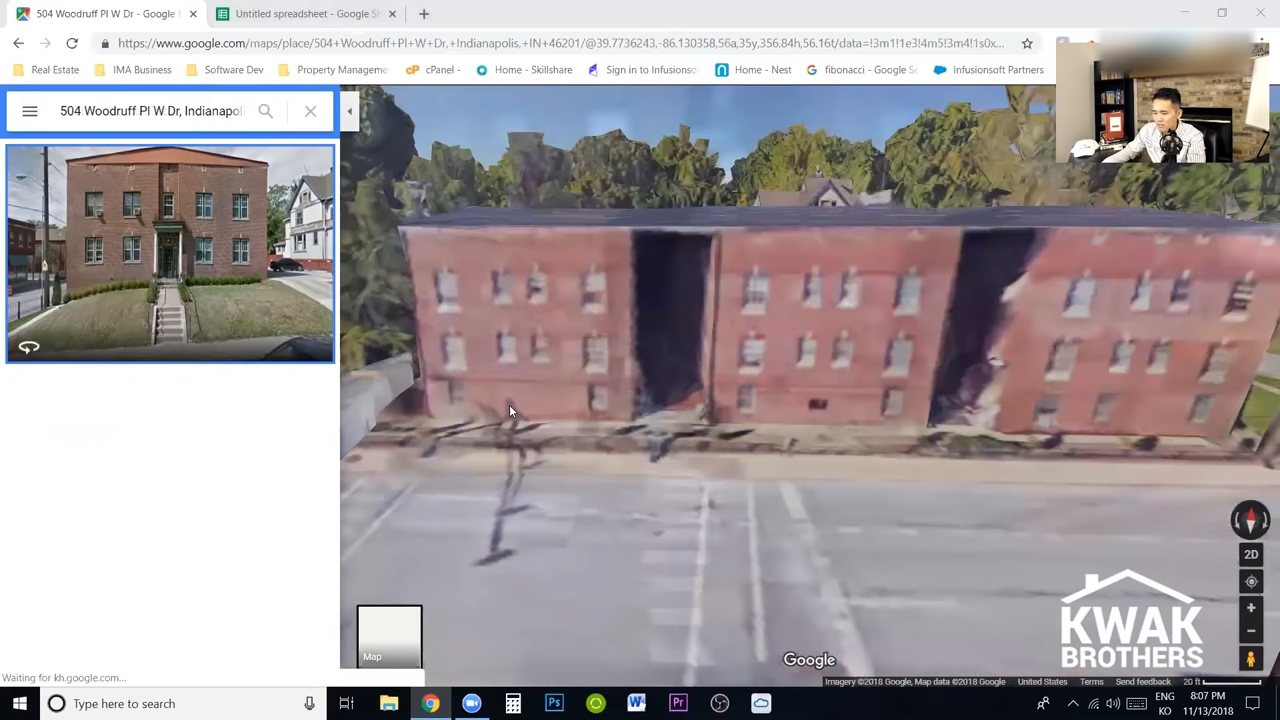 504 Woodruff Pl W Dr - Google
Untitled spreadsheet - Google S
https://www.google.com/maps/place/504+Woodruff+Pl+W+Dr,+Indianapolis,+IN+46201/@39.7736243,-86.130358,56a,35y,356.84h,56.16t/data=!3m1!1e3!4m5!3m4!1s0x...
Real Estate
IMA Business
Software Dev
Property Manageme
cPanel -
Home - Skillshare
Sign in to Infusionsof
Home - Nest
fibonacci - Google Se
Infusionsoft Partners
504 Woodruff Pl W Dr, Indianapol
2D
Map
Google
KWAK
BROTHERS
Imagery ©2018 Google, Map data ©2018 Google United States Terms Send feedback 20 ft
Waiting for kh.google.com...
Type here to search
Ps
W
Pr
ENG
KO
8:07 PM
11/13/2018